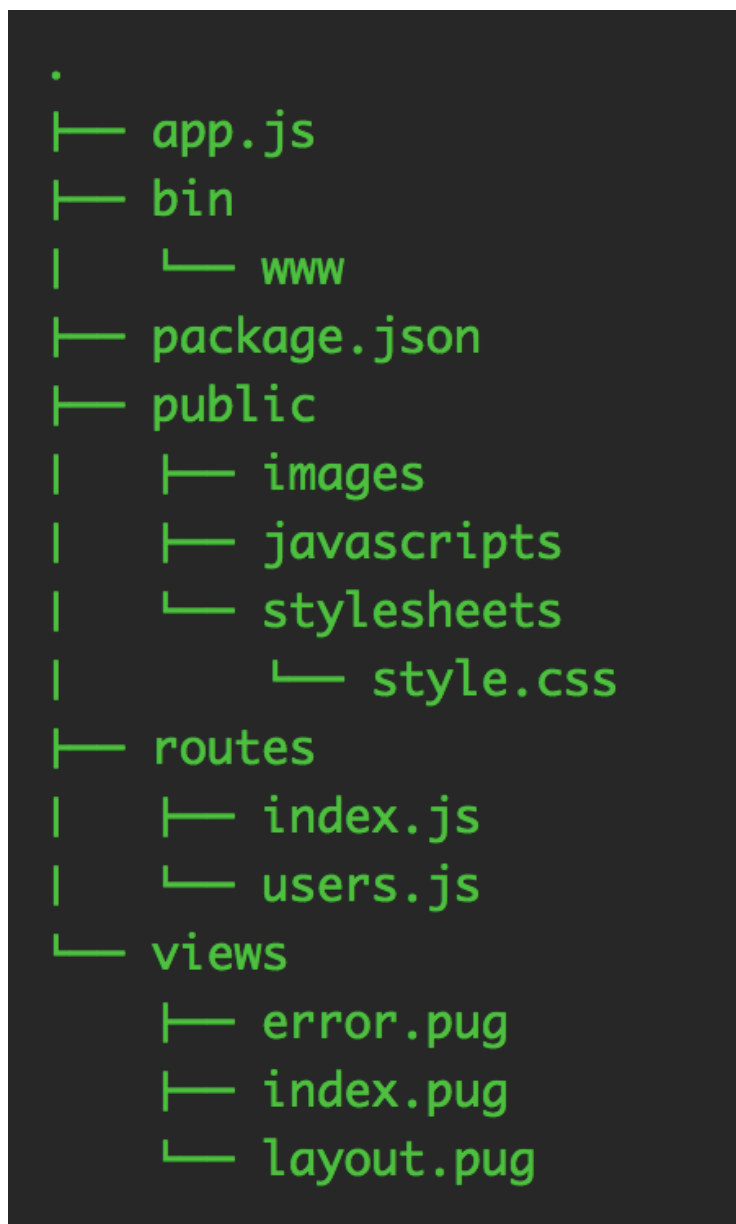 .
├── app.js
├── bin
│   └── www
├── package.json
├── public
│   ├── images
│   ├── javascripts
│   └── stylesheets
│       └── style.css
├── routes
│   ├── index.js
│   └── users.js
└── views
    ├── error.pug
    ├── index.pug
    └── layout.pug